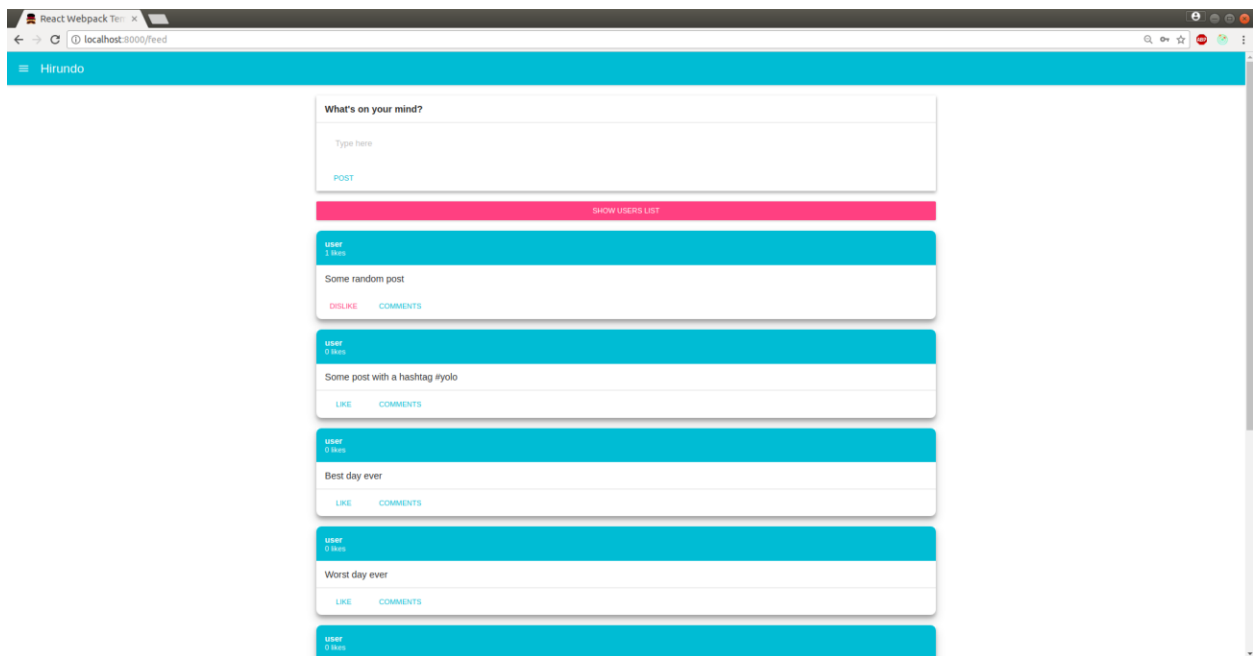 React Webpack Tem
localhost:8000/feed
ABP
Hirundo
What's on your mind?
Type here
POST
SHOW USERS LIST
user
1 likes
Some random post
DISLIKE COMMENTS
user
0 likes
Some post with a hashtag #yolo
LIKE COMMENTS
user
0 likes
Best day ever
LIKE COMMENTS
user
0 likes
Worst day ever
LIKE COMMENTS
user
0 likes